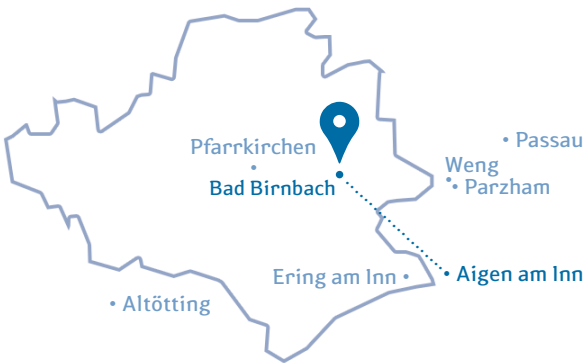 Passau
Pfarrkirchen
Weng
Bad Birnbach
Parzham
Ering am Inn
Aigen am Inn
Altötting